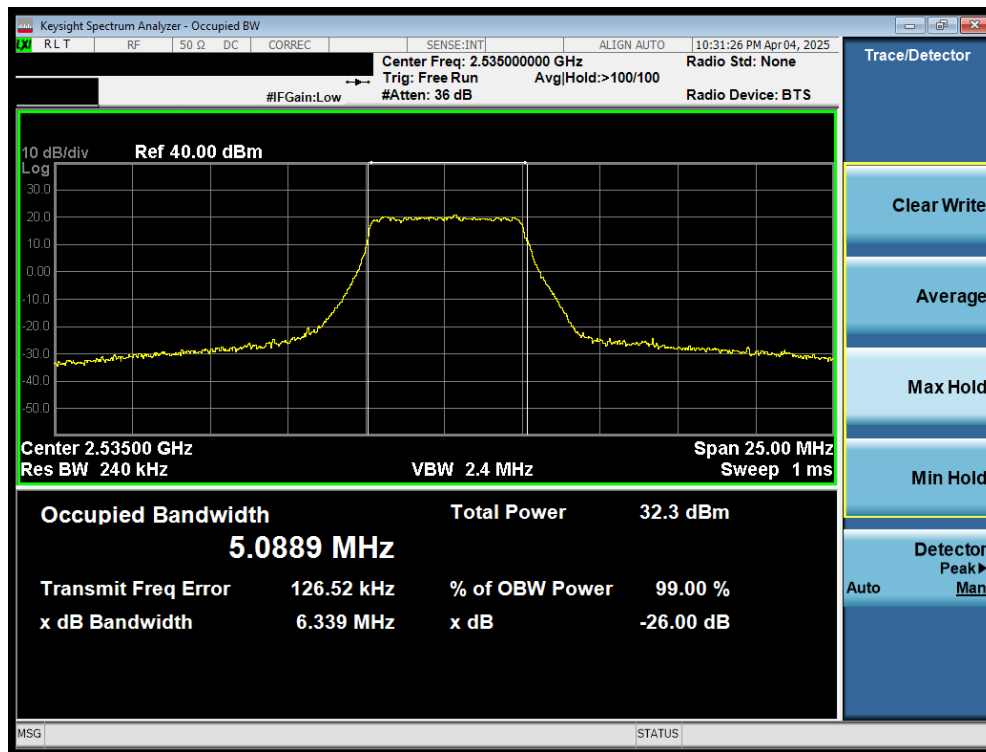 Keysight Spectrum Analyzer - Occupied BW
LXI RLT RF 50 Ω DC CORREC SENSE:INT ALIGN AUTO 10:31:26 PM Apr 04, 2025
Center Freq: 2.535000000 GHz Radio Std: None
Trig: Free Run Avg|Hold:>100/100
#IFGain:Low #Atten: 36 dB Radio Device: BTS
10 dB/div Ref 40.00 dBm
Log
30.0
20.0
10.0
0.00
-10.0
-20.0
-30.0
-40.0
-50.0
Center 2.53500 GHz Span 25.00 MHz
Res BW 240 kHz VBW 2.4 MHz Sweep 1 ms
Occupied Bandwidth Total Power 32.3 dBm
5.0889 MHz
Transmit Freq Error 126.52 kHz % of OBW Power 99.00 %
x dB Bandwidth 6.339 MHz x dB -26.00 dB
MSG STATUS
Trace/Detector
Clear Write
Average
Max Hold
Min Hold
Detector
Peak▶
Auto Man